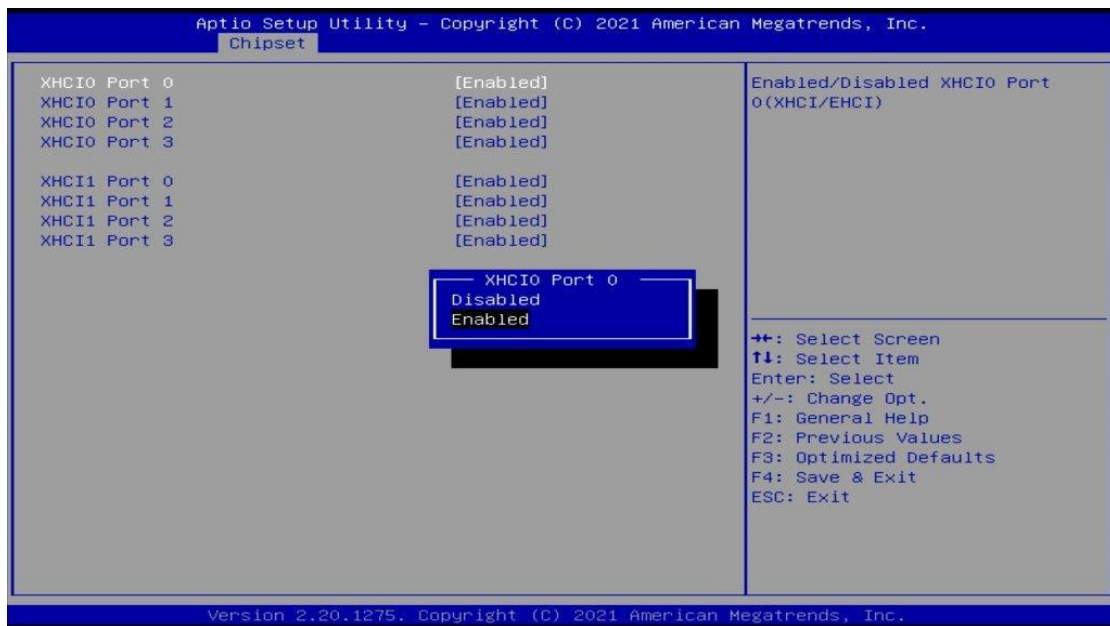 Aptio Setup Utility – Copyright (C) 2021 American Megatrends, Inc.
Chipset
XHCI0 Port 0 [Enabled]
XHCI0 Port 1 [Enabled]
XHCI0 Port 2 [Enabled]
XHCI0 Port 3 [Enabled]
XHCI1 Port 0 [Enabled]
XHCI1 Port 1 [Enabled]
XHCI1 Port 2 [Enabled]
XHCI1 Port 3 [Enabled]
XHCI0 Port 0
Disabled
Enabled
Enabled/Disabled XHCI0 Port
0(XHCI/EHCI)
→←: Select Screen
↑↓: Select Item
Enter: Select
+/-: Change Opt.
F1: General Help
F2: Previous Values
F3: Optimized Defaults
F4: Save & Exit
ESC: Exit
Version 2.20.1275. Copyright (C) 2021 American Megatrends, Inc.